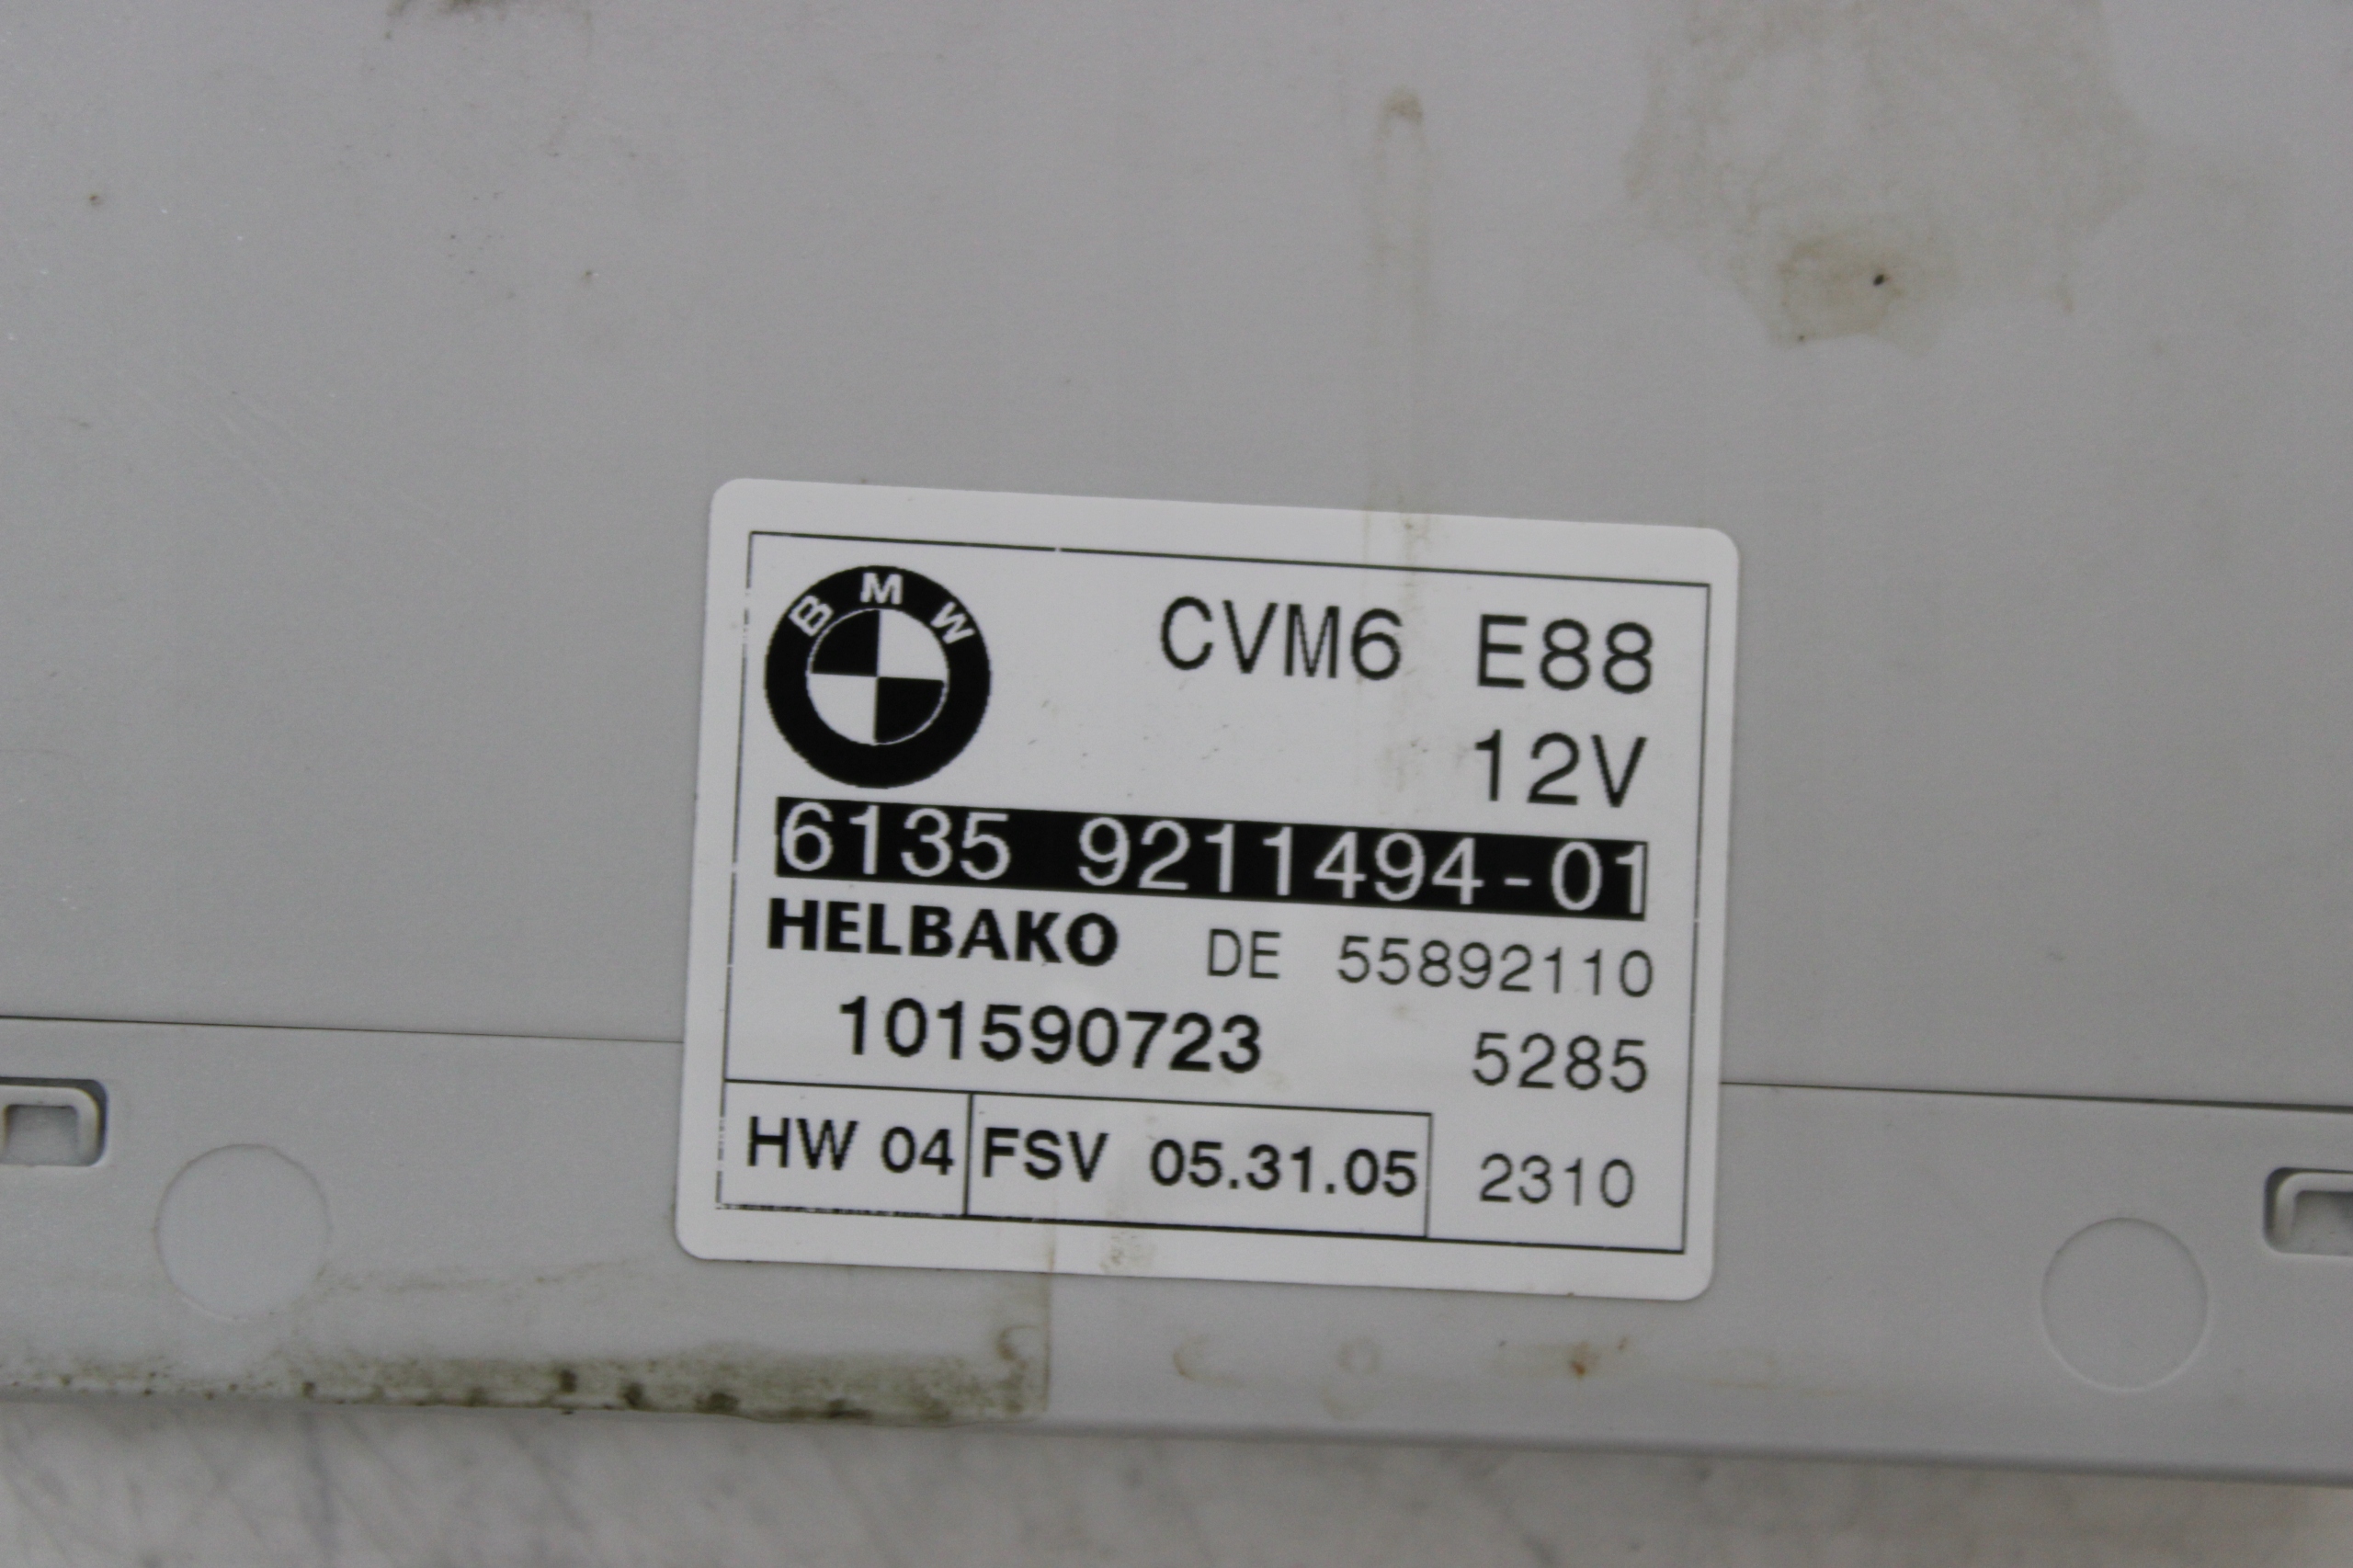 BMW
CVM6 E88
12V
6135 9211494-01
HELBAKO DE 55892110
101590723 5285
HW 04 FSV 05.31.05 2310